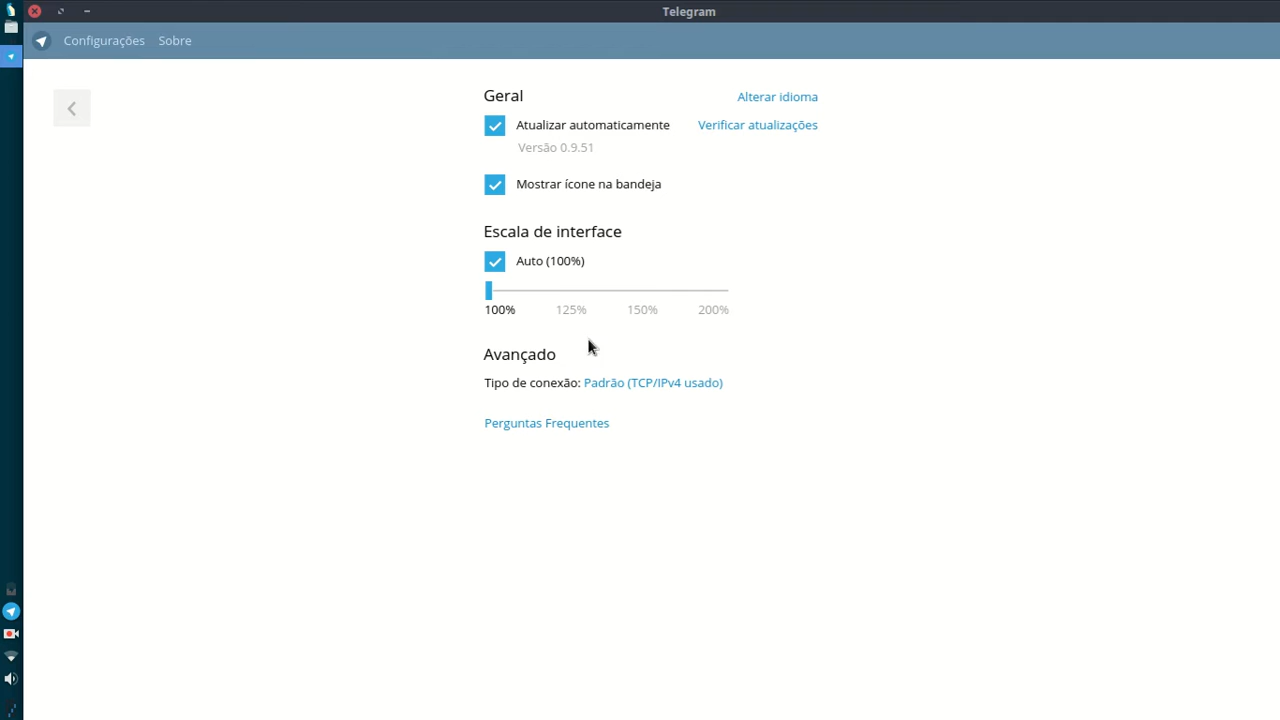 Telegram
Configurações Sobre
Geral Alterar idioma
Atualizar automaticamente Verificar atualizações
Versão 0.9.51
Mostrar ícone na bandeja
Escala de interface
Auto (100%)
100% 125% 150% 200%
Avançado
Tipo de conexão: Padrão (TCP/IPv4 usado)
Perguntas Frequentes